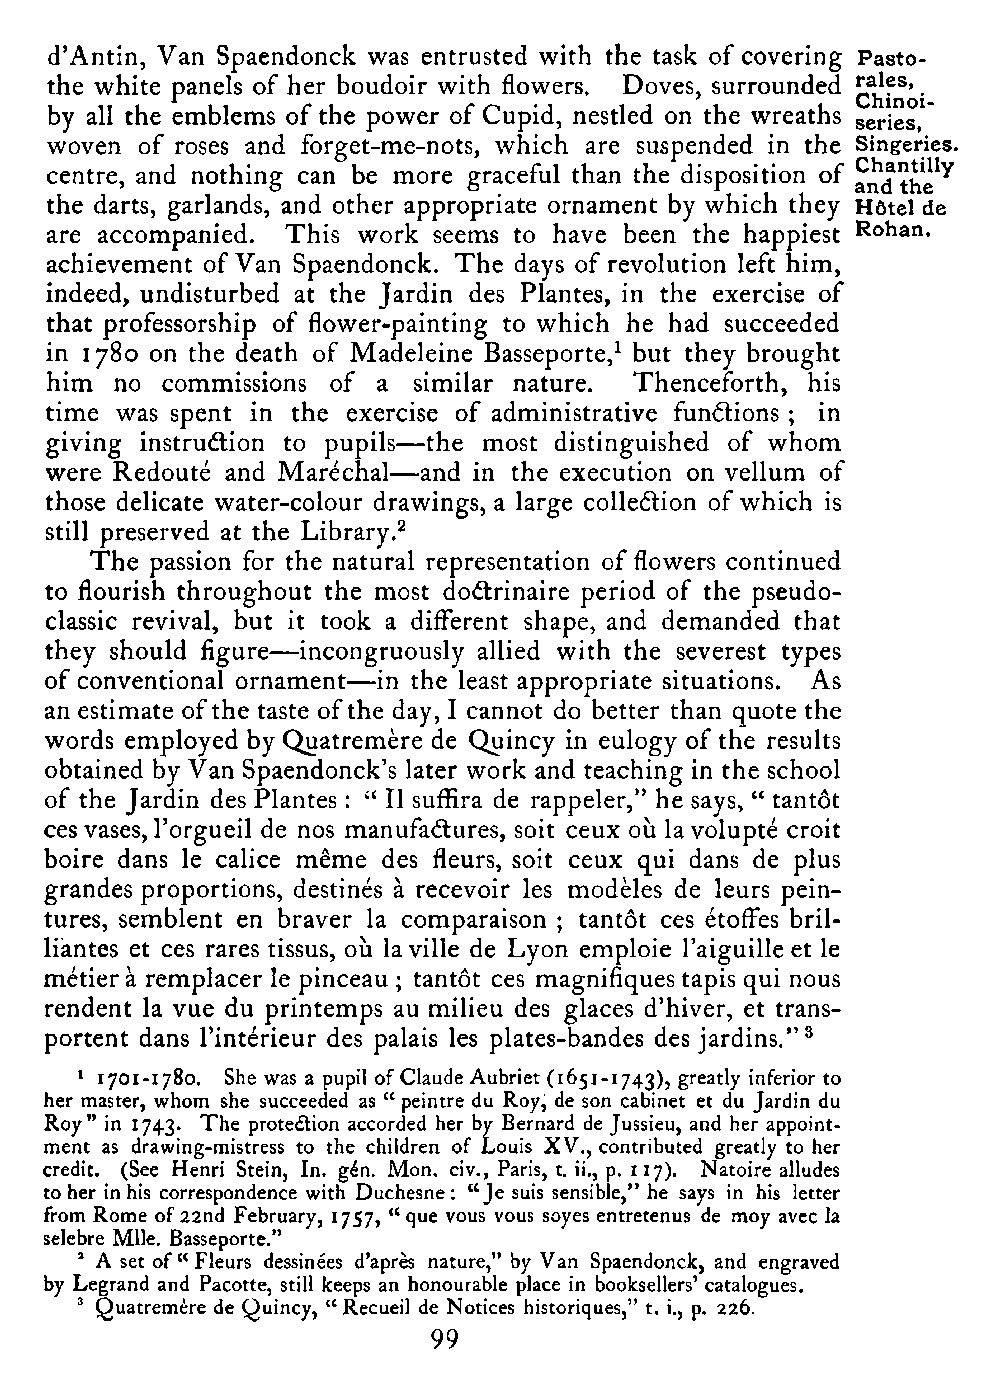 d'Antin, Van Spaendonck was entrusted with the task of covering
the white panels of her boudoir with flowers. Doves, surrounded
by all the emblems of the power of Cupid, nestled on the wreaths
woven of roses and forget-me-nots, which are suspended in the
centre, and nothing can be more graceful than the disposition of
the darts, garlands, and other appropriate ornament by which they
are accompanied. This work seems to have been the happiest
achievement of Van Spaendonck. The days of revolution left him,
indeed, undisturbed at the Jardin des Plantes, in the exercise of
that professorship of flower-painting to which he had succeeded
in 1780 on the death of Madeleine Basseporte,¹ but they brought
him no commissions of a similar nature. Thenceforth, his
time was spent in the exercise of administrative functions ; in
giving instruction to pupils—the most distinguished of whom
were Redouté and Maréchal—and in the execution on vellum of
those delicate water-colour drawings, a large collection of which is
still preserved at the Library.²
The passion for the natural representation of flowers continued
to flourish throughout the most doctrinaire period of the pseudo-
classic revival, but it took a different shape, and demanded that
they should figure—incongruously allied with the severest types
of conventional ornament—in the least appropriate situations. As
an estimate of the taste of the day, I cannot do better than quote the
words employed by Quatremère de Quincy in eulogy of the results
obtained by Van Spaendonck's later work and teaching in the school
of the Jardin des Plantes : “ Il suffira de rappeler,” he says, “ tantôt
ces vases, l'orgueil de nos manufactures, soit ceux où la volupté croit
boire dans le calice même des fleurs, soit ceux qui dans de plus
grandes proportions, destinés à recevoir les modèles de leurs pein-
tures, semblent en braver la comparaison ; tantôt ces étoffes bril-
liantes et ces rares tissus, où la ville de Lyon emploie l'aiguille et le
métier à remplacer le pinceau ; tantôt ces magnifiques tapis qui nous
rendent la vue du printemps au milieu des glaces d'hiver, et trans-
portent dans l'intérieur des palais les plates-bandes des jardins.” ³
Pasto-
rales,
Chinoi-
series,
Singeries.
Chantilly
and the
Hôtel de
Rohan.
¹ 1701-1780. She was a pupil of Claude Aubriet (1651-1743), greatly inferior to
her master, whom she succeeded as “ peintre du Roy, de son cabinet et du Jardin du
Roy” in 1743. The protection accorded her by Bernard de Jussieu, and her appoint-
ment as drawing-mistress to the children of Louis XV., contributed greatly to her
credit. (See Henri Stein, In. gén. Mon. civ., Paris, t. ii., p. 117). Natoire alludes
to her in his correspondence with Duchesne : “Je suis sensible,” he says in his letter
from Rome of 22nd February, 1757, “ que vous vous soyes entretenus de moy avec la
selebre Mlle. Basseporte.”
² A set of “ Fleurs dessinées d'après nature,” by Van Spaendonck, and engraved
by Legrand and Pacotte, still keeps an honourable place in booksellers' catalogues.
³ Quatremère de Quincy, “ Recueil de Notices historiques,” t. i., p. 226.
99